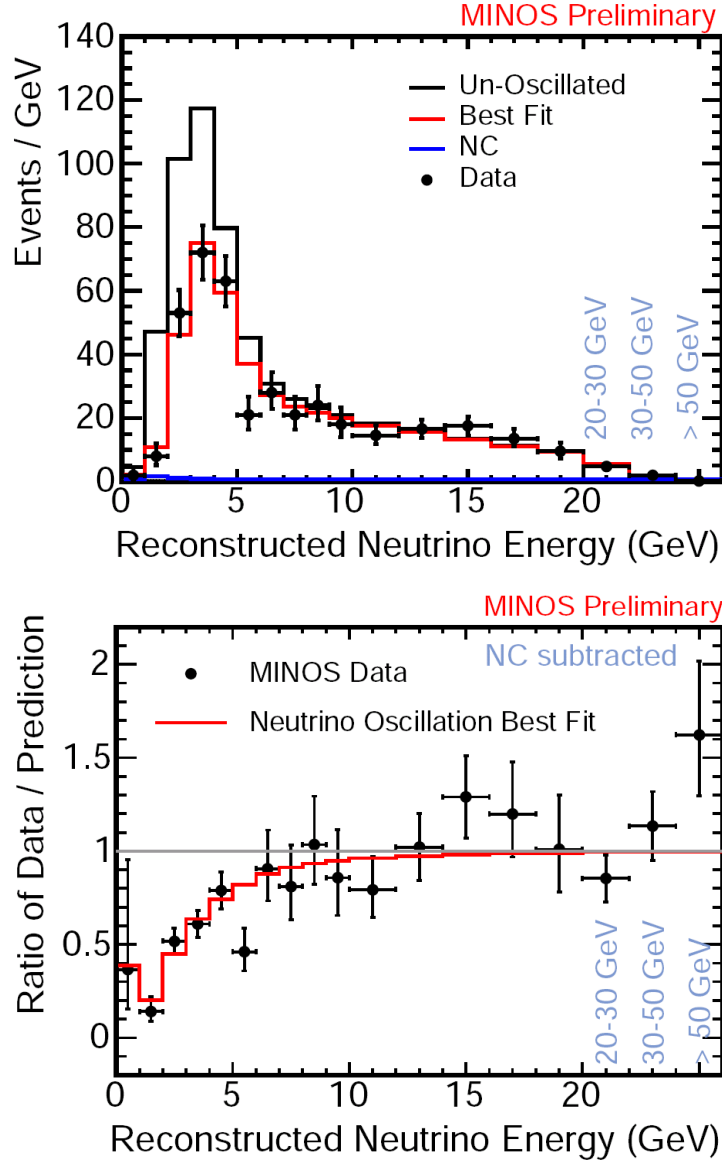 MINOS Preliminary
140
120
100
80
60
40
20
0
Events / GeV
Un-Oscillated
Best Fit
NC
Data
20-30 GeV
30-50 GeV
> 50 GeV
0 5 10 15 20
Reconstructed Neutrino Energy (GeV)
MINOS Preliminary
NC subtracted
2
1.5
1
0.5
0
Ratio of Data / Prediction
MINOS Data
Neutrino Oscillation Best Fit
20-30 GeV
30-50 GeV
> 50 GeV
0 5 10 15 20
Reconstructed Neutrino Energy (GeV)